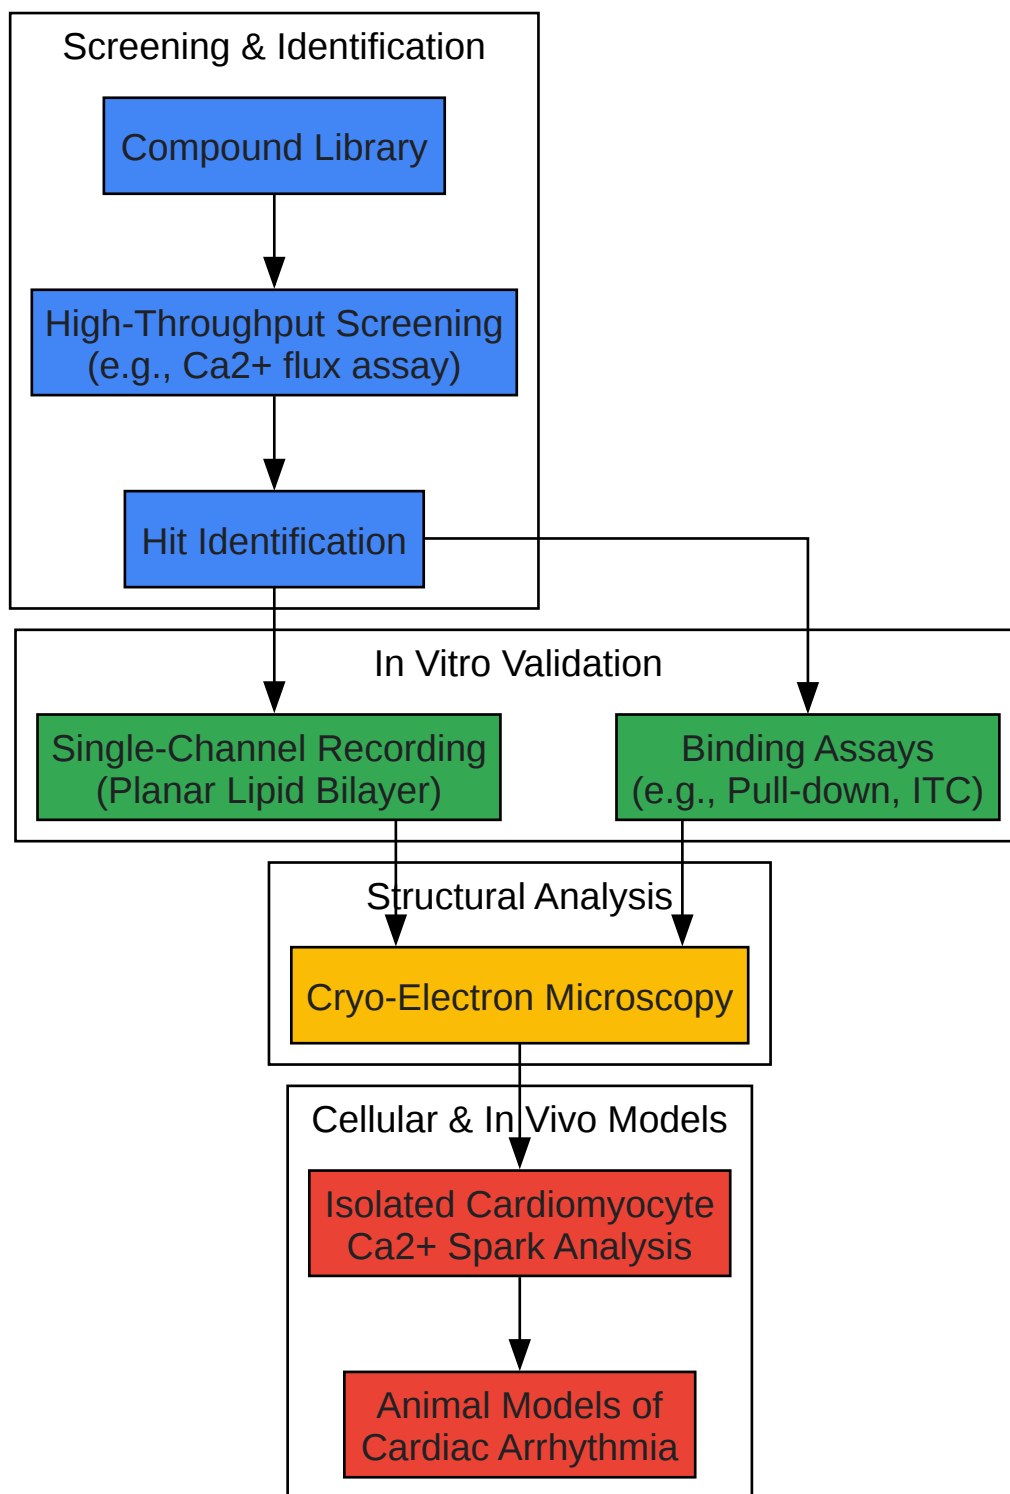 Screening & Identification
Compound Library
High-Throughput Screening
(e.g., Ca2+ flux assay)
Hit Identification
In Vitro Validation
Single-Channel Recording
(Planar Lipid Bilayer)
Binding Assays
(e.g., Pull-down, ITC)
Structural Analysis
Cryo-Electron Microscopy
Cellular & In Vivo Models
Isolated Cardiomyocyte
Ca2+ Spark Analysis
Animal Models of
Cardiac Arrhythmia